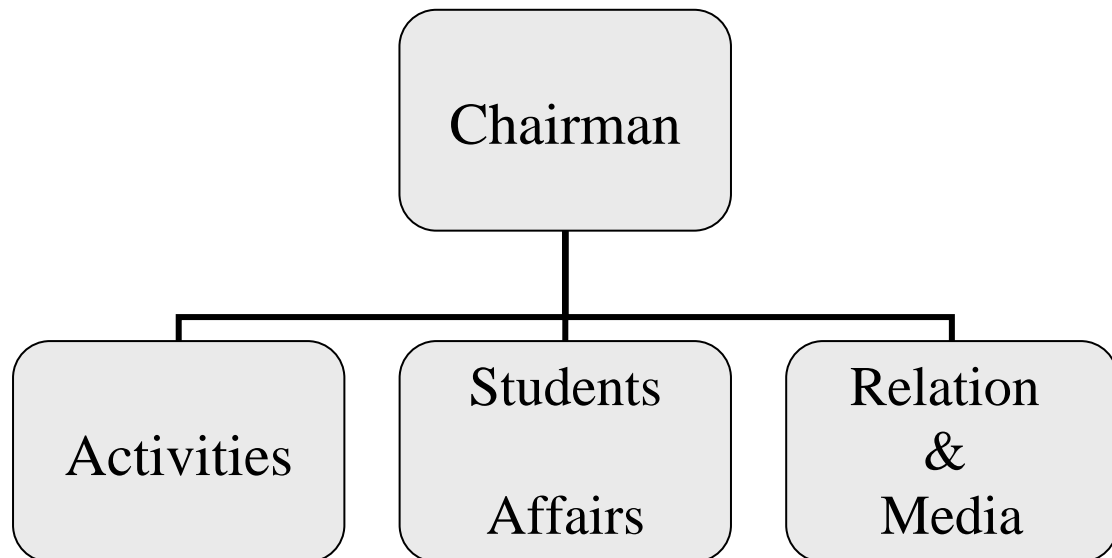 Chairman
Activities
Students
Affairs
Relation
&
Media